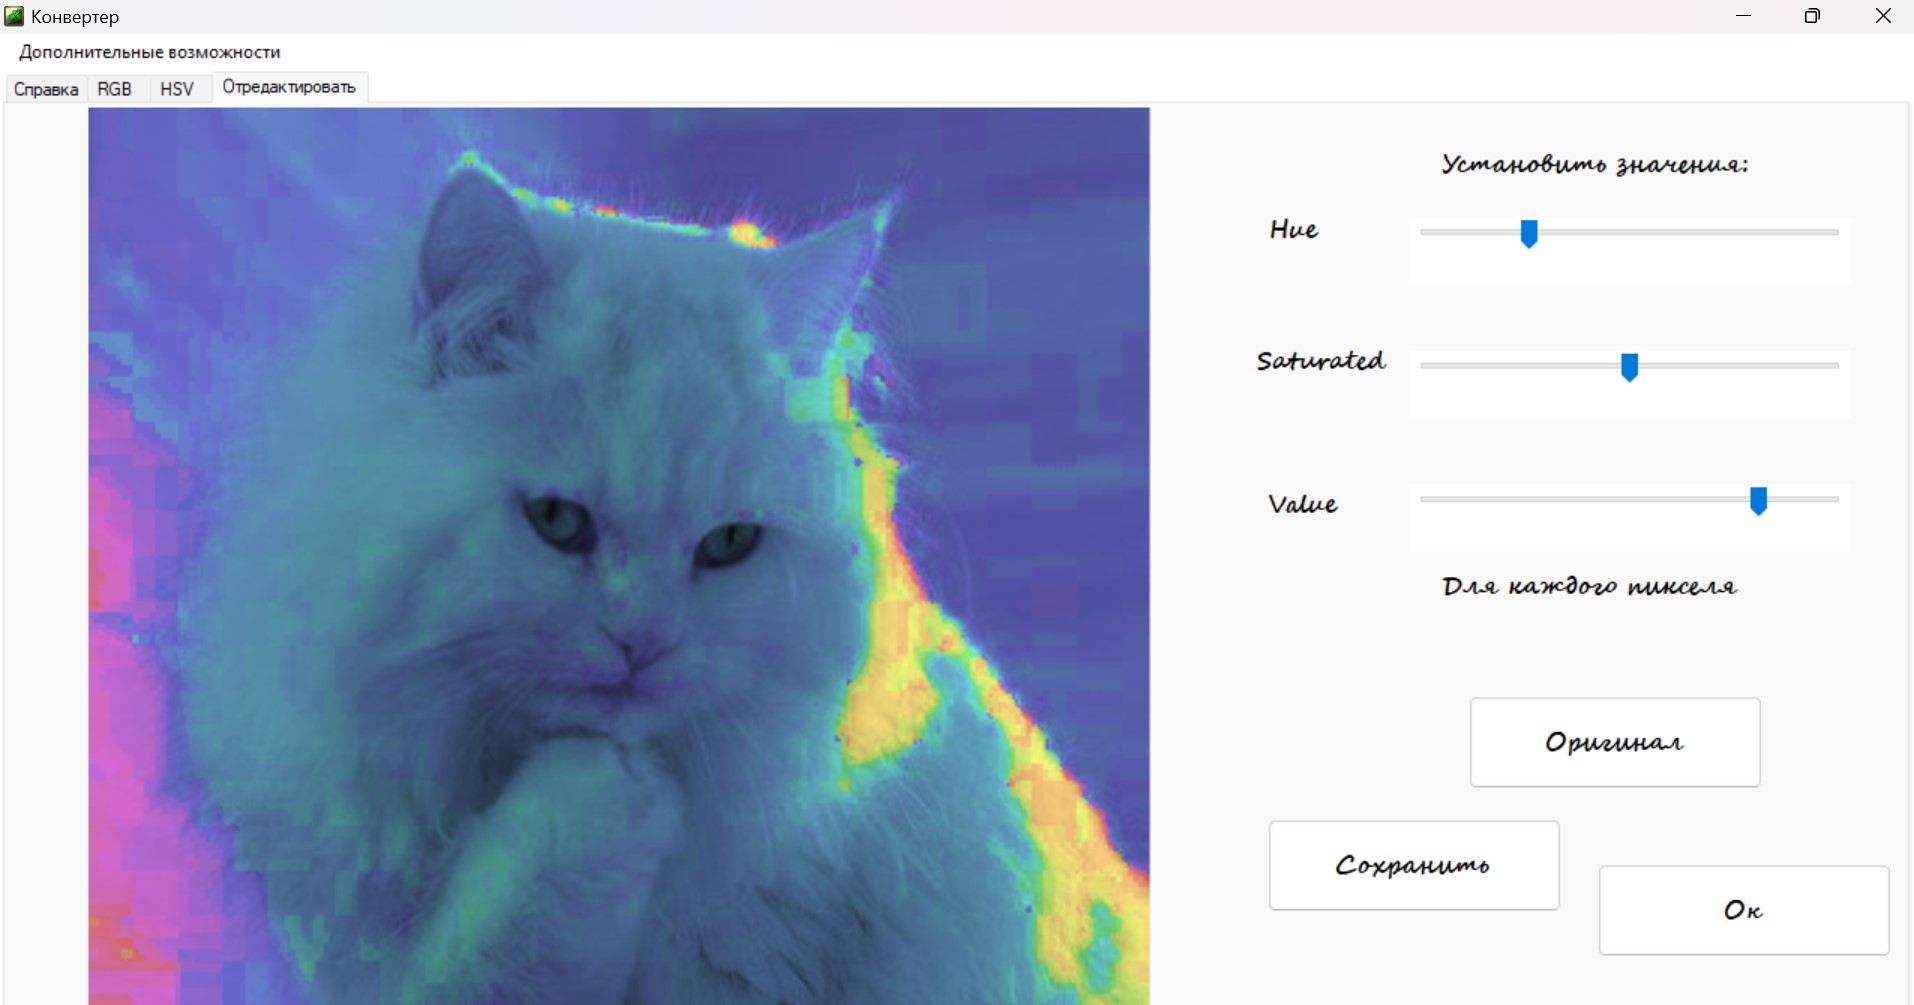 Конвертер
Дополнительные возможности
Справка RGB HSV Отредактировать
Установить значения:
Hue
Saturated
Value
Для каждого пикселя
Оригинал
Сохранить
Ок